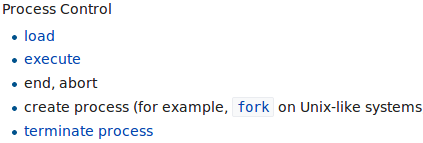 Process Control
• load
• execute
• end, abort
• create process (for example, fork on Unix-like systems
• terminate process